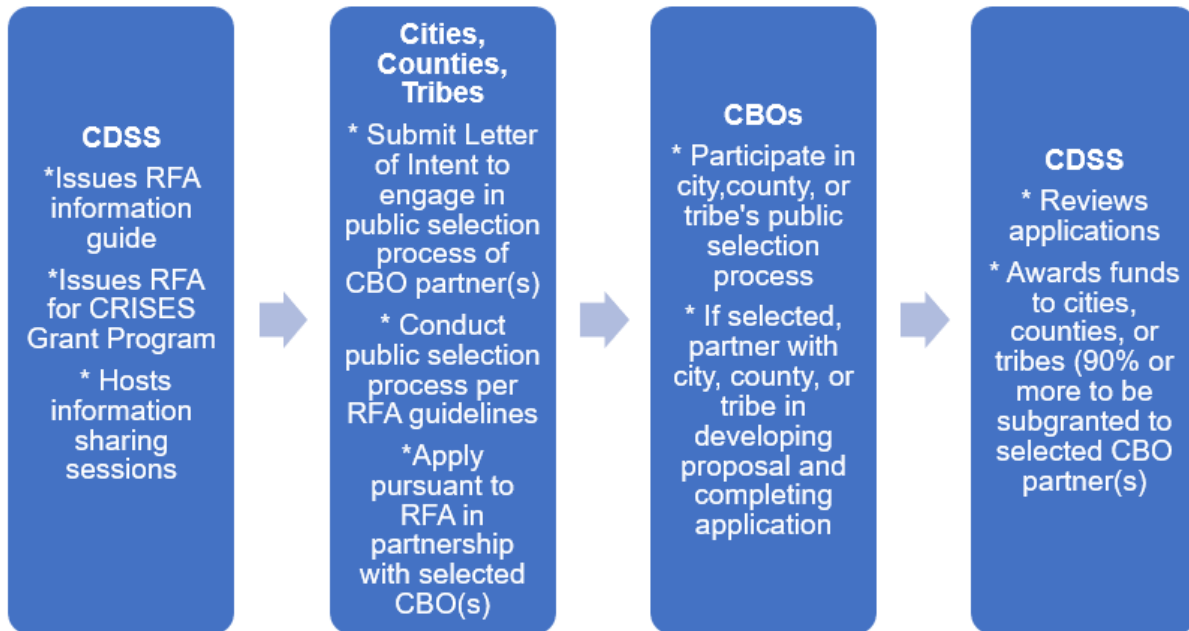 CDSS
*Issues RFA
information
guide
*Issues RFA
for CRISES
Grant Program
* Hosts
information
sharing
sessions
Cities,
Counties,
Tribes
* Submit Letter
of Intent to
engage in
public selection
process of
CBO partner(s)
* Conduct
public selection
process per
RFA guidelines
*Apply
pursuant to
RFA in
partnership
with selected
CBO(s)
CBOs
* Participate in
city,county, or
tribe's public
selection
process
* If selected,
partner with
city, county, or
tribe in
developing
proposal and
completing
application
CDSS
* Reviews
applications
* Awards funds
to cities,
counties, or
tribes (90% or
more to be
subgranted to
selected CBO
partner(s)